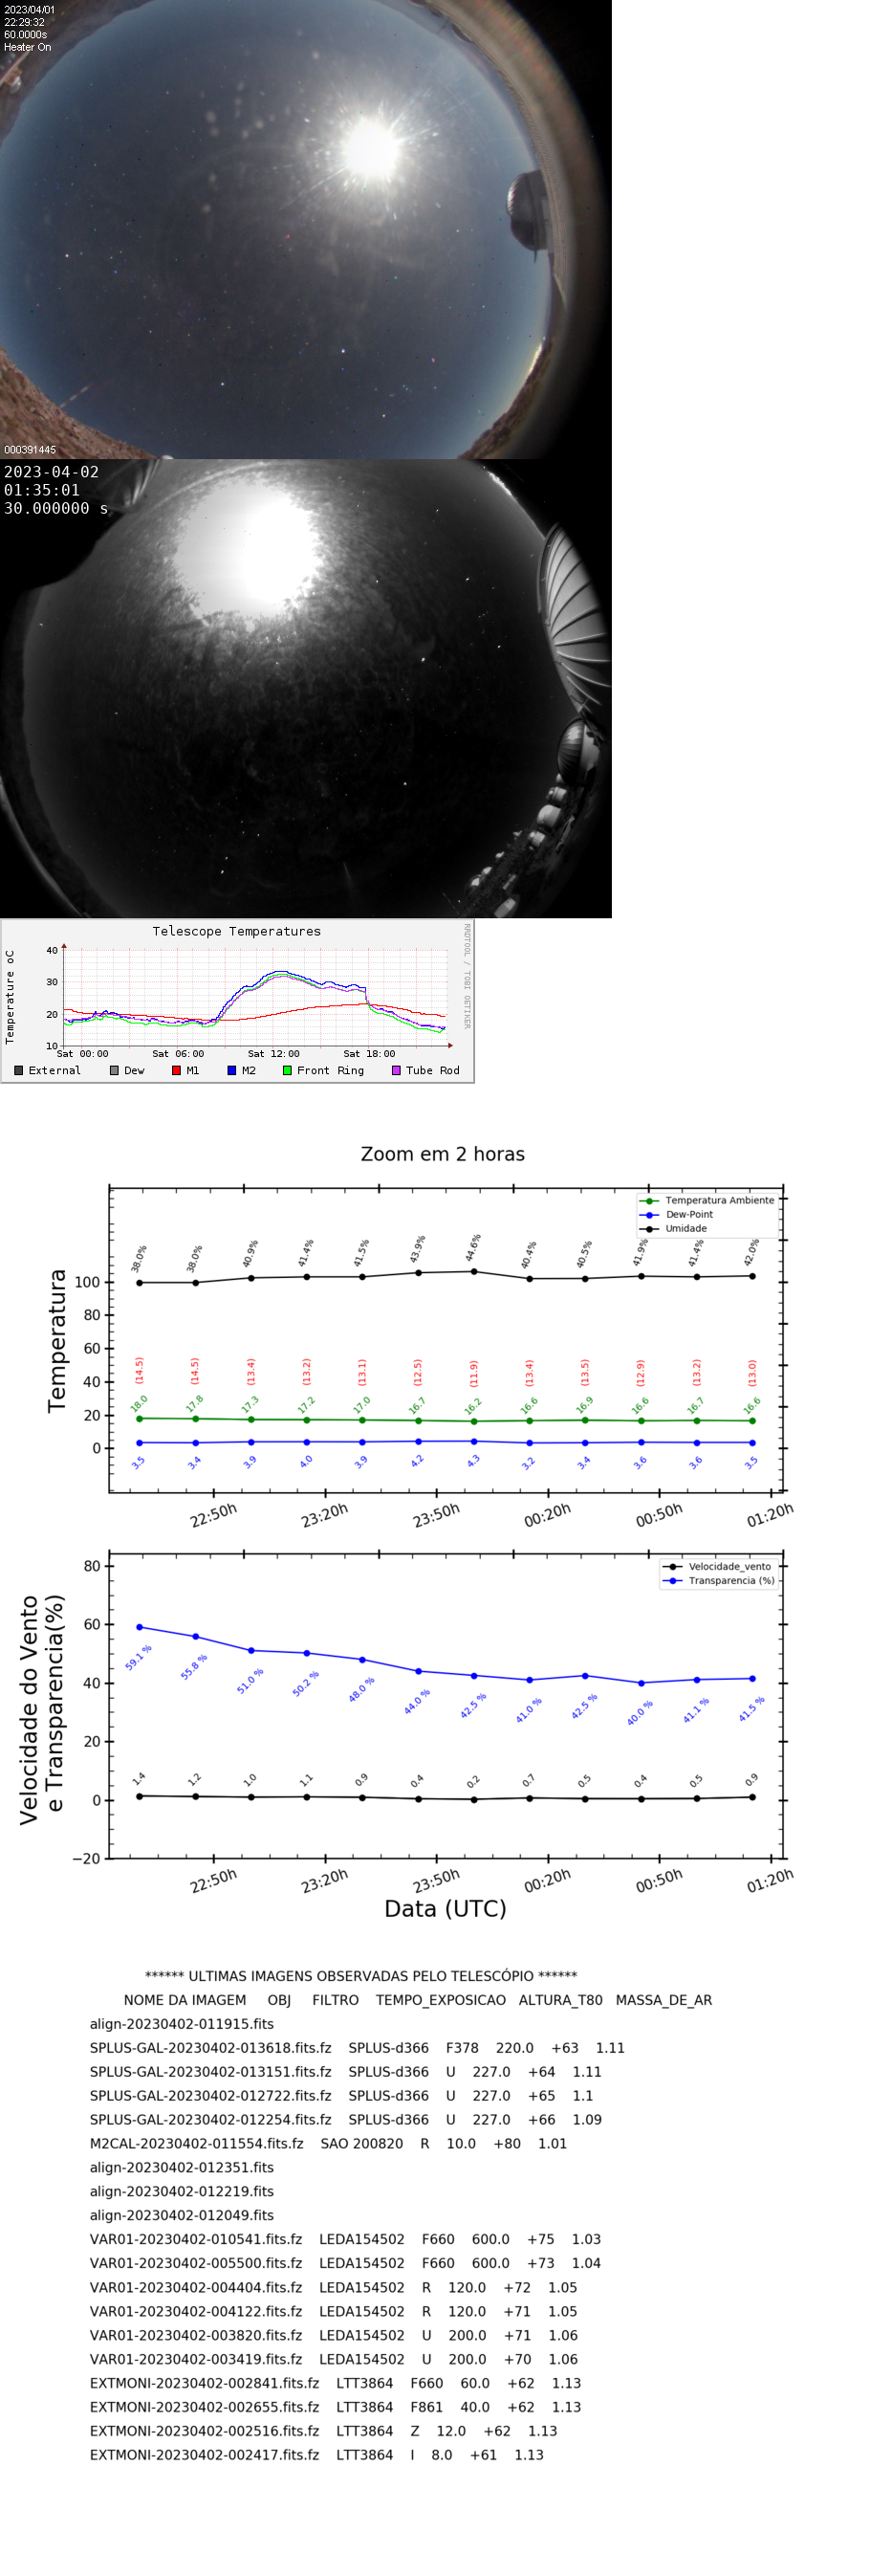 2023/04/01
22:29:32
60.0000s
Heater On
000391445
2023-04-02
01:35:01
30.000000 s
Telescope Temperatures
RRDTOOL / TOBI OETIKER
Temperature oC
40
30
20
10
Sat 00:00 Sat 06:00 Sat 12:00 Sat 18:00
External Dew M1 M2 Front Ring Tube Rod
Zoom em 2 horas
Temperatura Ambiente
Dew-Point
Umidade
Temperatura
38.0% 38.0% 40.9% 41.4% 41.5% 43.9% 44.6% 40.4% 40.5% 41.9% 41.4% 42.0%
100
80
60
40
20
0
(14.5) (14.5) (13.4) (13.2) (13.1) (12.5) (11.9) (13.4) (13.5) (12.9) (13.2) (13.0)
18.0 17.8 17.3 17.2 17.0 16.7 16.2 16.6 16.9 16.6 16.7 16.6
3.5 3.4 3.9 4.0 3.9 4.2 4.3 3.2 3.4 3.6 3.6 3.5
22:50h 23:20h 23:50h 00:20h 00:50h 01:20h
Velocidade_vento
Transparencia (%)
Velocidade do Vento
e Transparencia(%)
80
60
40
20
0
−20
59.1 % 55.8 % 51.0 % 50.2 % 48.0 % 44.0 % 42.5 % 41.0 % 42.5 % 40.0 % 41.1 % 41.5 %
1.4 1.2 1.0 1.1 0.9 0.4 0.2 0.7 0.5 0.4 0.5 0.9
22:50h 23:20h 23:50h 00:20h 00:50h 01:20h
Data (UTC)
****** ULTIMAS IMAGENS OBSERVADAS PELO TELESCÓPIO ******
NOME DA IMAGEM OBJ FILTRO TEMPO_EXPOSICAO ALTURA_T80 MASSA_DE_AR
align-20230402-011915.fits
SPLUS-GAL-20230402-013618.fits.fz SPLUS-d366 F378 220.0 +63 1.11
SPLUS-GAL-20230402-013151.fits.fz SPLUS-d366 U 227.0 +64 1.11
SPLUS-GAL-20230402-012722.fits.fz SPLUS-d366 U 227.0 +65 1.1
SPLUS-GAL-20230402-012254.fits.fz SPLUS-d366 U 227.0 +66 1.09
M2CAL-20230402-011554.fits.fz SAO 200820 R 10.0 +80 1.01
align-20230402-012351.fits
align-20230402-012219.fits
align-20230402-012049.fits
VAR01-20230402-010541.fits.fz LEDA154502 F660 600.0 +75 1.03
VAR01-20230402-005500.fits.fz LEDA154502 F660 600.0 +73 1.04
VAR01-20230402-004404.fits.fz LEDA154502 R 120.0 +72 1.05
VAR01-20230402-004122.fits.fz LEDA154502 R 120.0 +71 1.05
VAR01-20230402-003820.fits.fz LEDA154502 U 200.0 +71 1.06
VAR01-20230402-003419.fits.fz LEDA154502 U 200.0 +70 1.06
EXTMONI-20230402-002841.fits.fz LTT3864 F660 60.0 +62 1.13
EXTMONI-20230402-002655.fits.fz LTT3864 F861 40.0 +62 1.13
EXTMONI-20230402-002516.fits.fz LTT3864 Z 12.0 +62 1.13
EXTMONI-20230402-002417.fits.fz LTT3864 I 8.0 +61 1.13